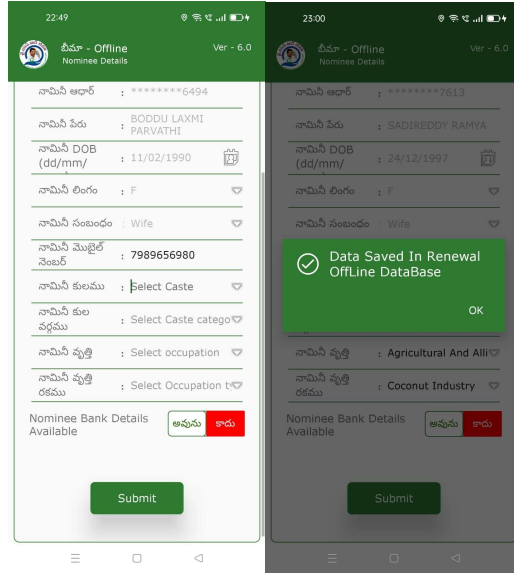 22:49
బీమా - Offline
Ver - 6.0
Nominee Details
నామినీ ఆధార్ : ********6494
నామినీ పేరు : BODDU LAXMI
PARVATHI
నామినీ DOB
(dd/mm/ : 11/02/1990
నామినీ లింగం : F
నామినీ సంబంధం : Wife
నామినీ మొబైల్
నెంబర్ : 7989656980
నామినీ కులము : Select Caste
నామినీ కుల
వర్గము : Select Caste catego
నామినీ వృత్తి : Select occupation
నామినీ వృత్తి
రకము : Select Occupation t
Nominee Bank Details
Available
అవును కాదు
Submit
23:00
బీమా - Offline
Ver - 6.0
Nominee Details
నామినీ ఆధార్ : ********7613
నామినీ పేరు : SADIREDDY RAMYA
నామినీ DOB
(dd/mm/ : 24/12/1997
నామినీ లింగం : F
నామినీ సంబంధం : Wife
Data Saved In Renewal
OffLine DataBase
OK
నామినీ వృత్తి : Agricultural And Alli
నామినీ వృత్తి
రకము : Coconut Industry
Nominee Bank Details
Available
అవును కాదు
Submit